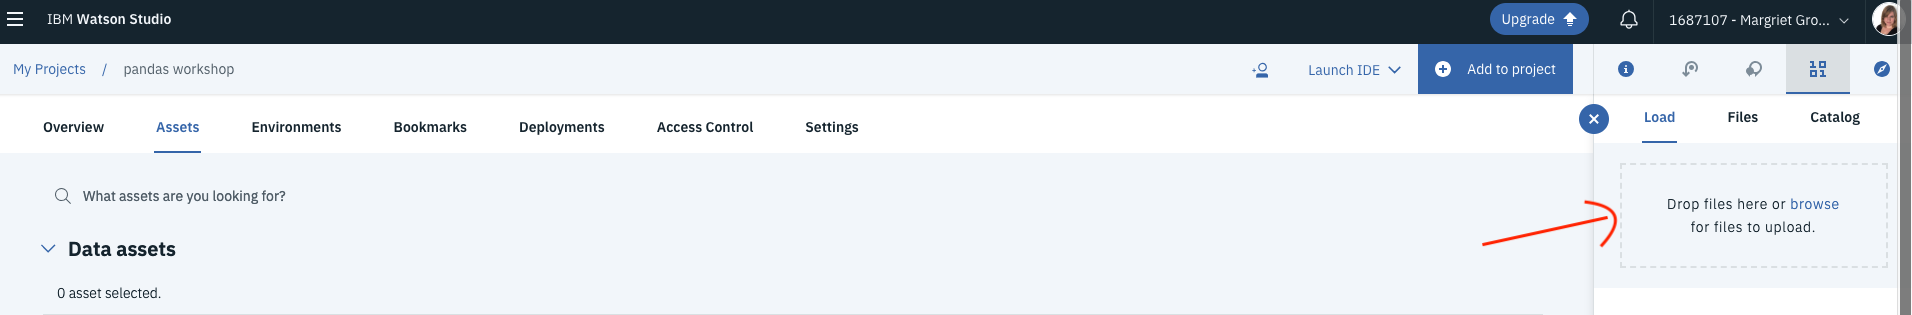 IBM Watson Studio
Upgrade
1687107 - Margriet Gro...
My Projects / pandas workshop
Launch IDE
Add to project
Overview
Assets
Environments
Bookmarks
Deployments
Access Control
Settings
Load
Files
Catalog
What assets are you looking for?
Data assets
0 asset selected.
Drop files here or browse
for files to upload.